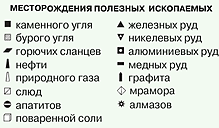 МЕСТОРОЖДЕНИЯ ПОЛЕЗНЫХ ИСКОПАЕМЫХ
каменного угля
бурого угля
горючих сланцев
нефти
природного газа
слюд
апатитов
поваренной соли
железных руд
никелевых руд
алюминиевых руд
медных руд
графита
мрамора
алмазов